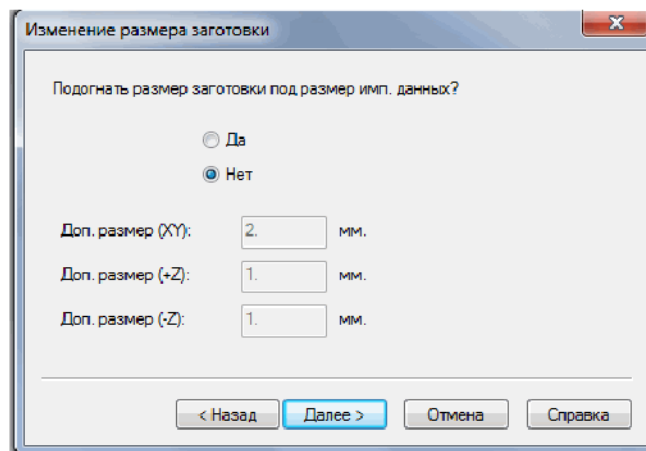 Изменение размера заготовки
Подогнать размер заготовки под размер имп. данных?
Да
Нет
Доп. размер (XY): 2. мм.
Доп. размер (+Z): 1. мм.
Доп. размер (-Z): 1. мм.
< Назад Далее > Отмена Справка